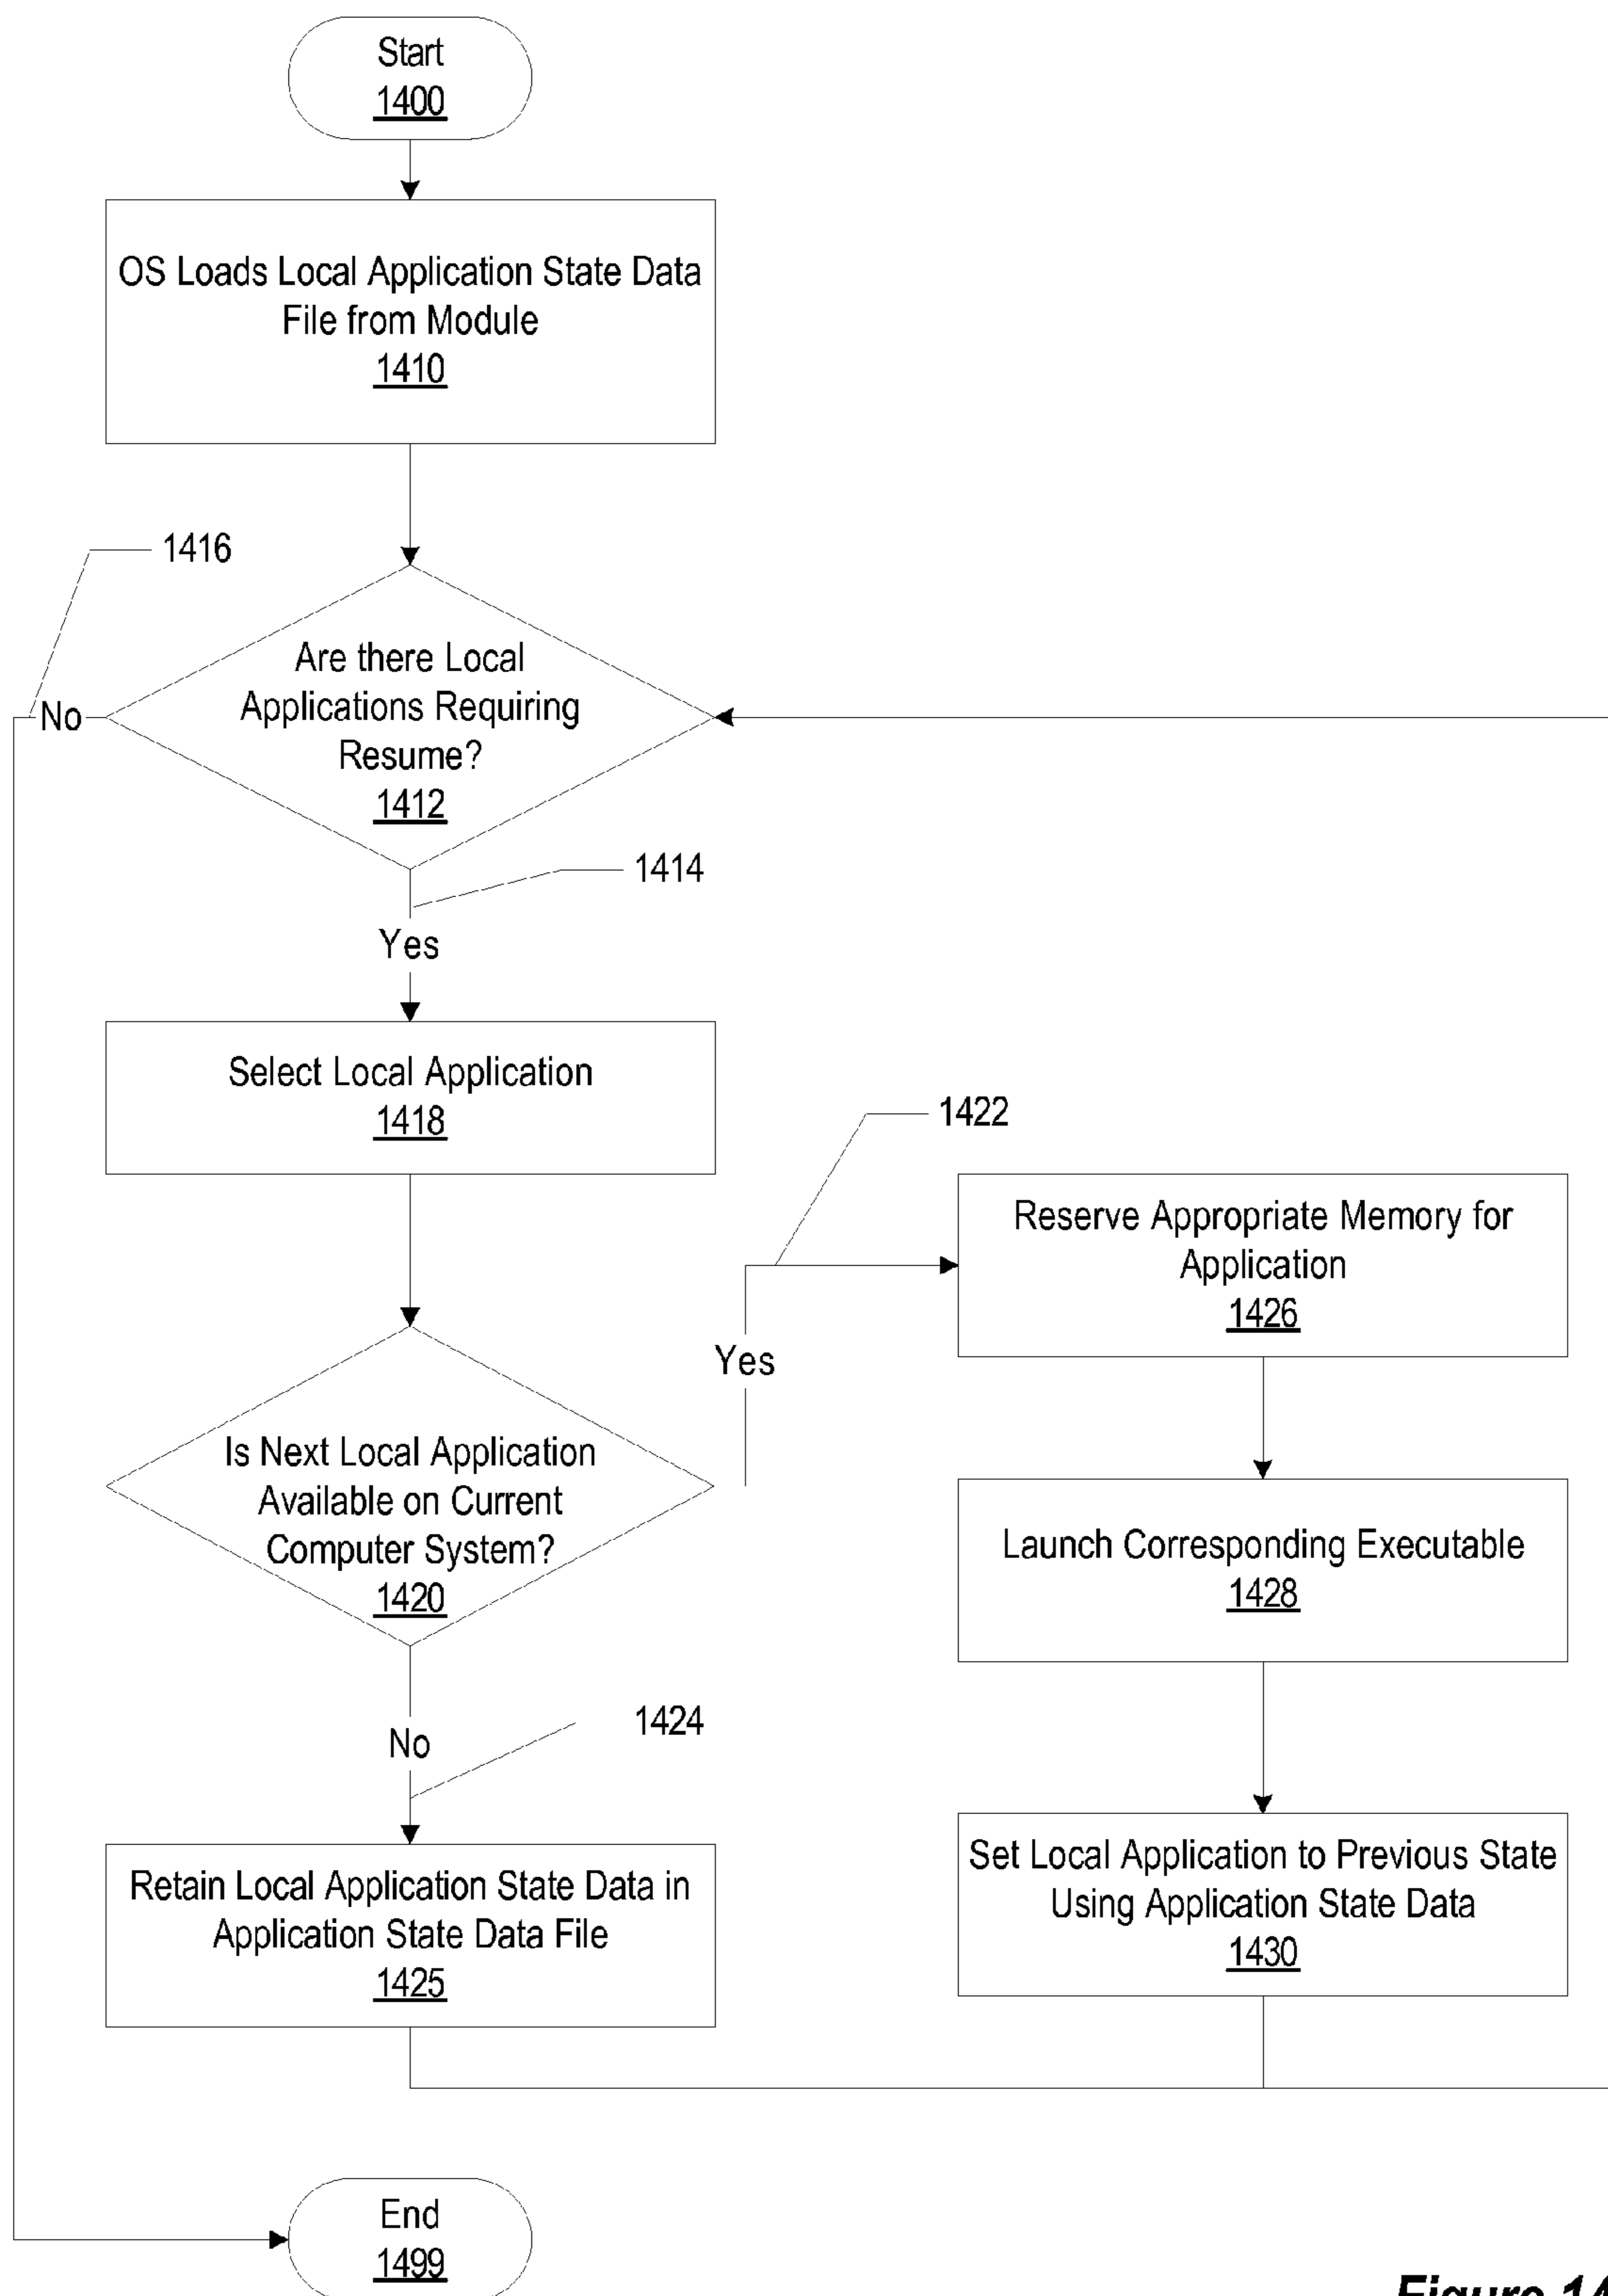 Start
1400
OS Loads Local Application State Data
File from Module
1410
1416
Are there Local
Applications Requiring
Resume?
1412
No
1414
Yes
Select Local Application
1418
1422
Reserve Appropriate Memory for
Application
1426
Yes
Is Next Local Application
Available on Current
Computer System?
1420
Launch Corresponding Executable
1428
1424
No
Retain Local Application State Data in
Application State Data File
1425
Set Local Application to Previous State
Using Application State Data
1430
End
1499
Figure 14